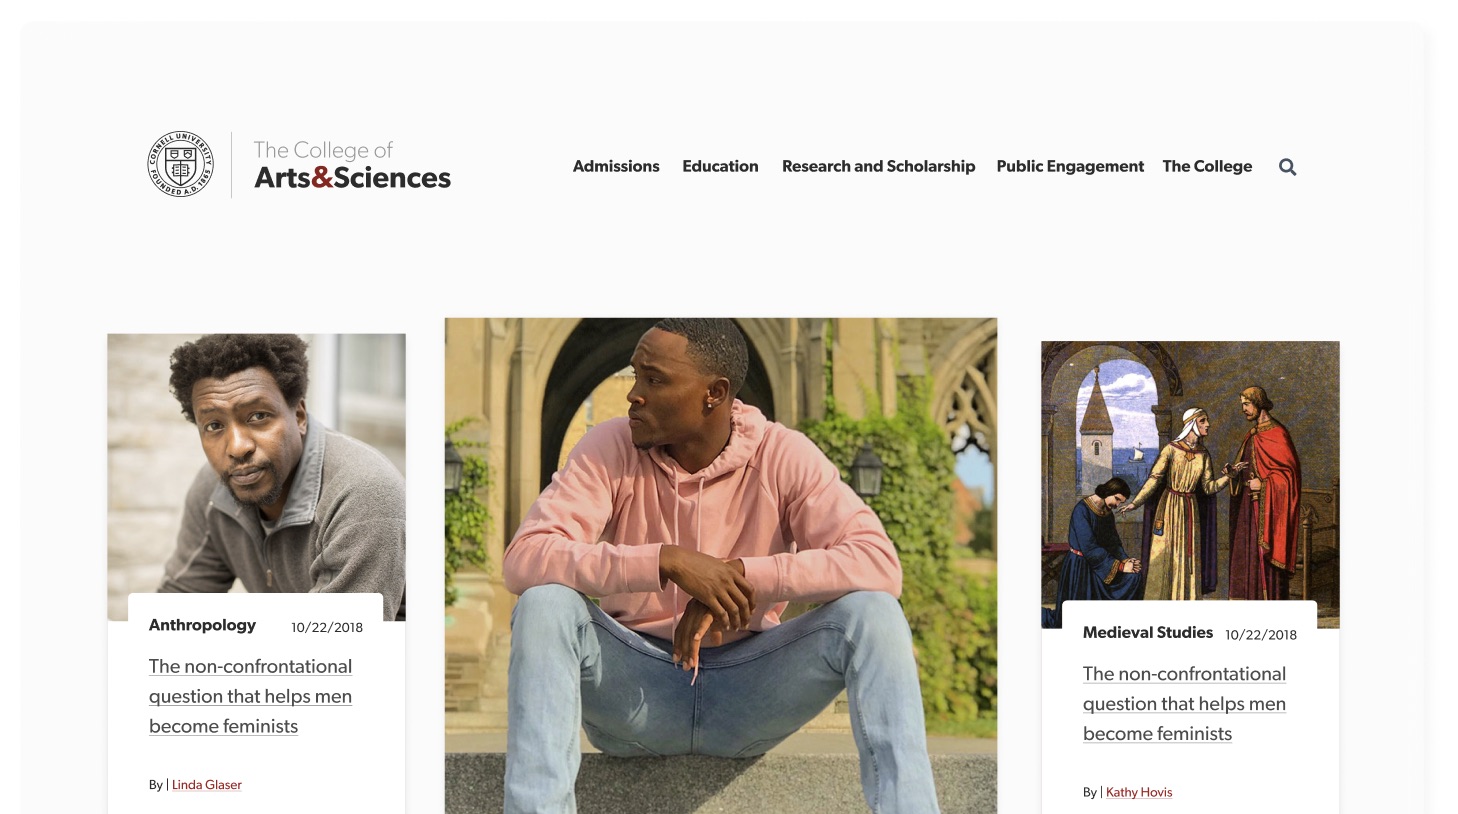 CORNELL UNIVERSITY
FOUNDED A.D. 1865
The College of
Arts&Sciences
Admissions Education Research and Scholarship Public Engagement The College
Anthropology 10/22/2018
The non-confrontational
question that helps men
become feminists
By | Linda Glaser
Medieval Studies 10/22/2018
The non-confrontational
question that helps men
become feminists
By | Kathy Hovis